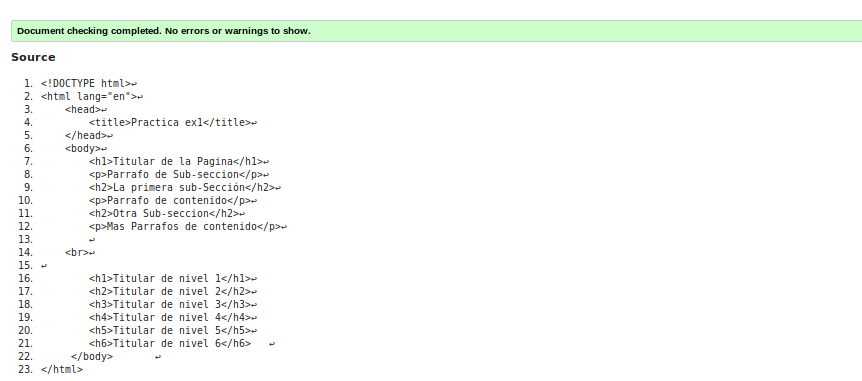 Document checking completed. No errors or warnings to show.
Source
1. <!DOCTYPE html>↩
2. <html lang="en">↩
3.     <head>↩
4.         <title>Practica ex1</title>↩
5.     </head>↩
6.     <body>↩
7.         <h1>Titular de la Pagina</h1>↩
8.         <p>Parrafo de Sub-seccion</p>↩
9.         <h2>La primera sub-Sección</h2>↩
10.         <p>Parrafo de contenido</p>↩
11.         <h2>Otra Sub-seccion</h2>↩
12.         <p>Mas Parrafos de contenido</p>↩
13.         ↩
14.     <br>↩
15. ↩
16.         <h1>Titular de nivel 1</h1>↩
17.         <h2>Titular de nivel 2</h2>↩
18.         <h3>Titular de nivel 3</h3>↩
19.         <h4>Titular de nivel 4</h4>↩
20.         <h5>Titular de nivel 5</h5>↩
21.         <h6>Titular de nivel 6</h6>   ↩
22.      </body>       ↩
23. </html>